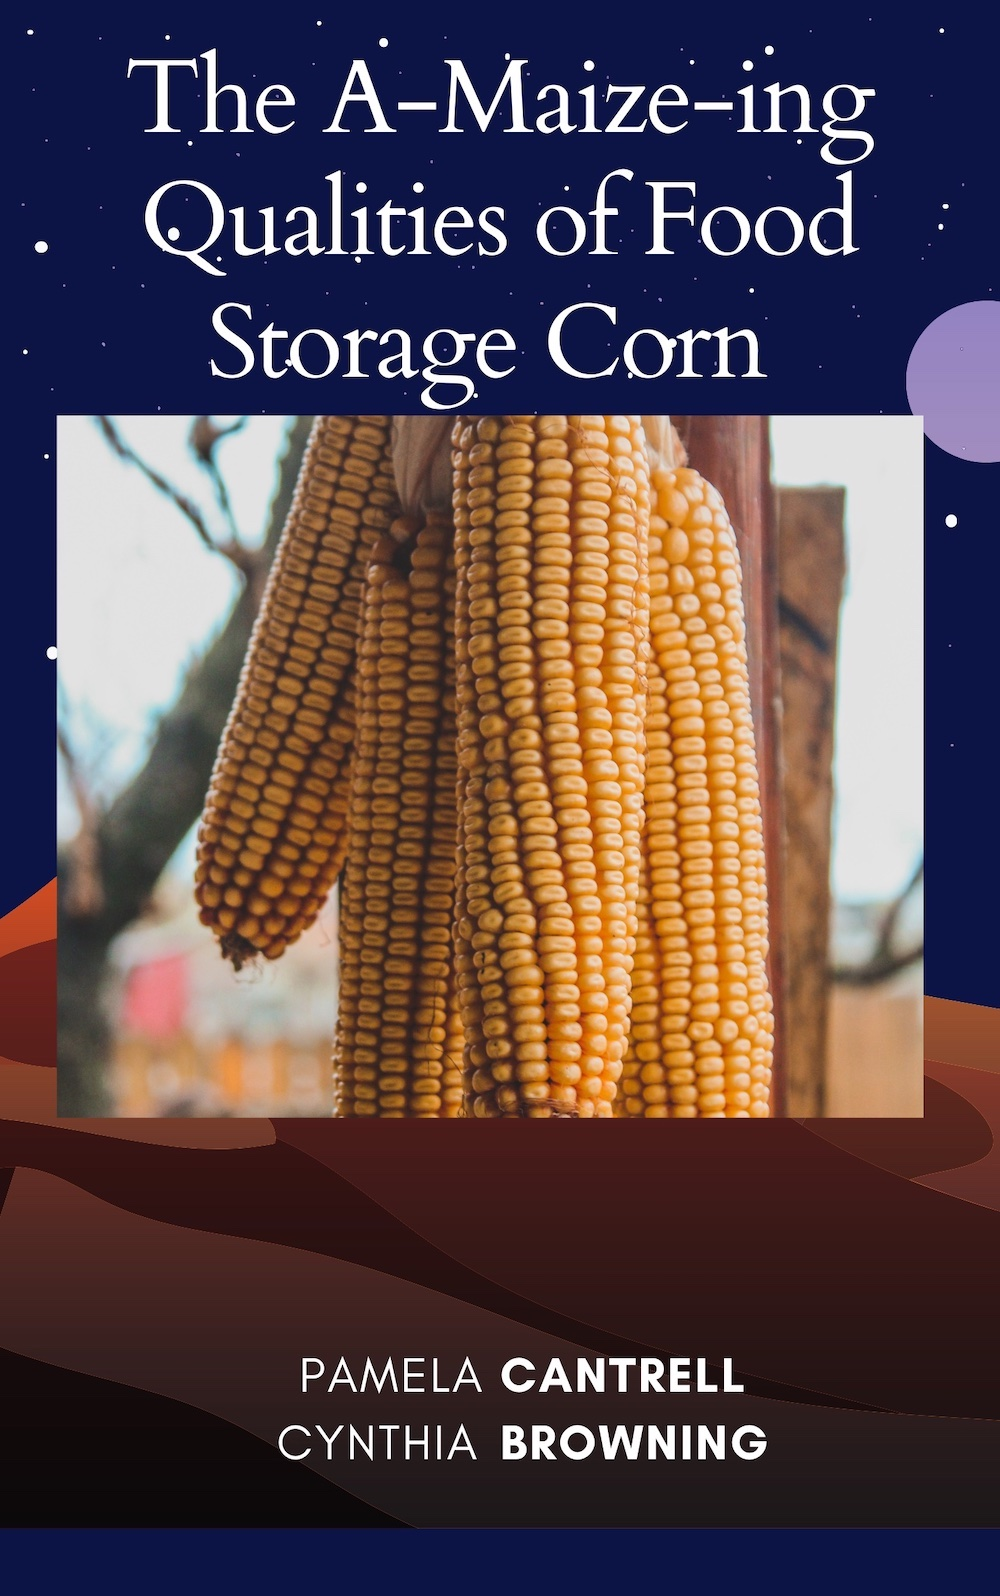 The A-Maize-ing
Qualities of Food
Storage Corn
PAMELA CANTRELL
CYNTHIA BROWNING